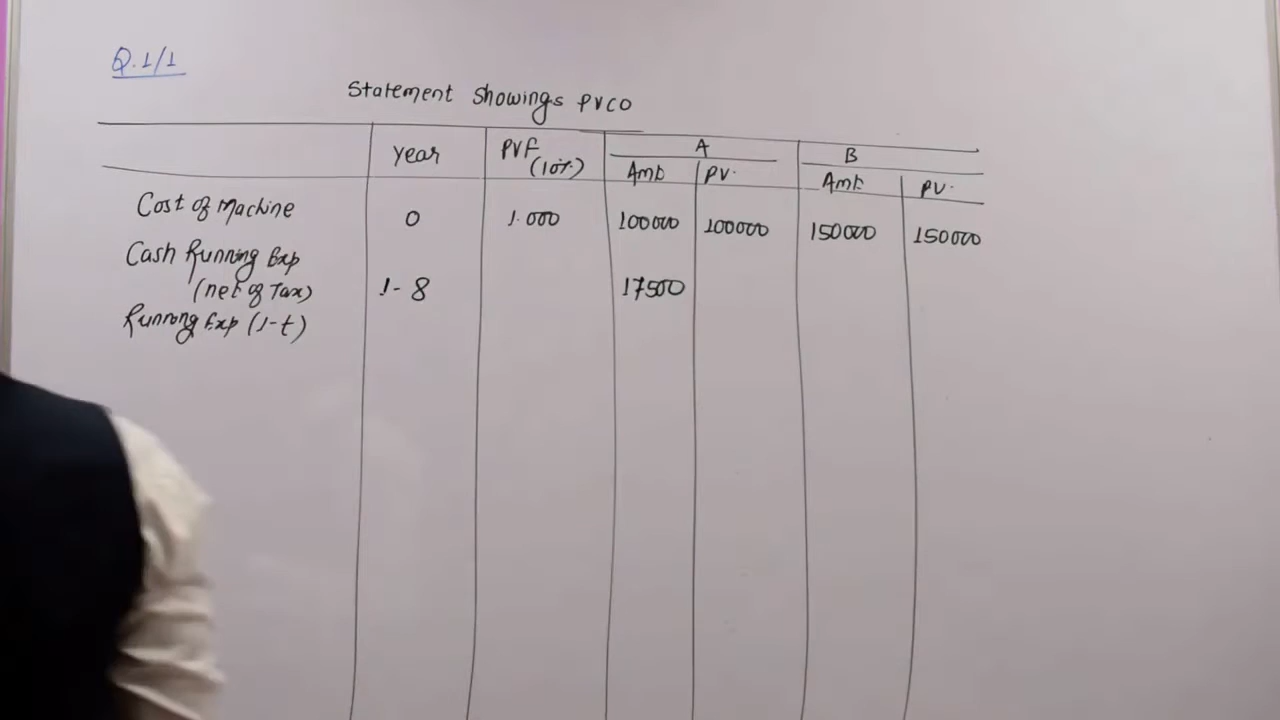 Q.1/1
Statement Showings PVCO
Year PVF (10%) A B
Amt PV. Amt PV.
Cost of Machine 0 1.000 100000 100000 150000 150000
Cash Running Exp
(net of Tax) 1-8 17500
Running Exp (1-t)